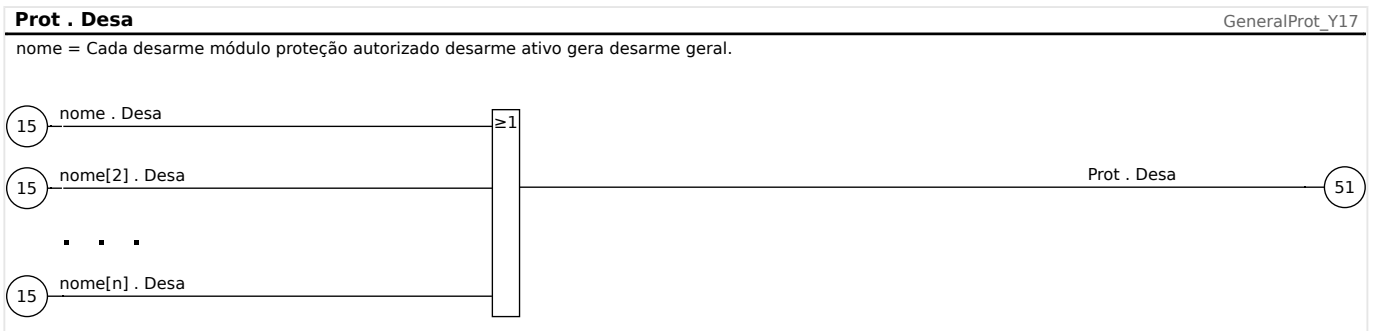 Prot . Desa
GeneralProt_Y17
nome = Cada desarme módulo proteção autorizado desarme ativo gera desarme geral.
nome . Desa
15
≥1
nome[2] . Desa
15
Prot . Desa
51
. . .
nome[n] . Desa
15